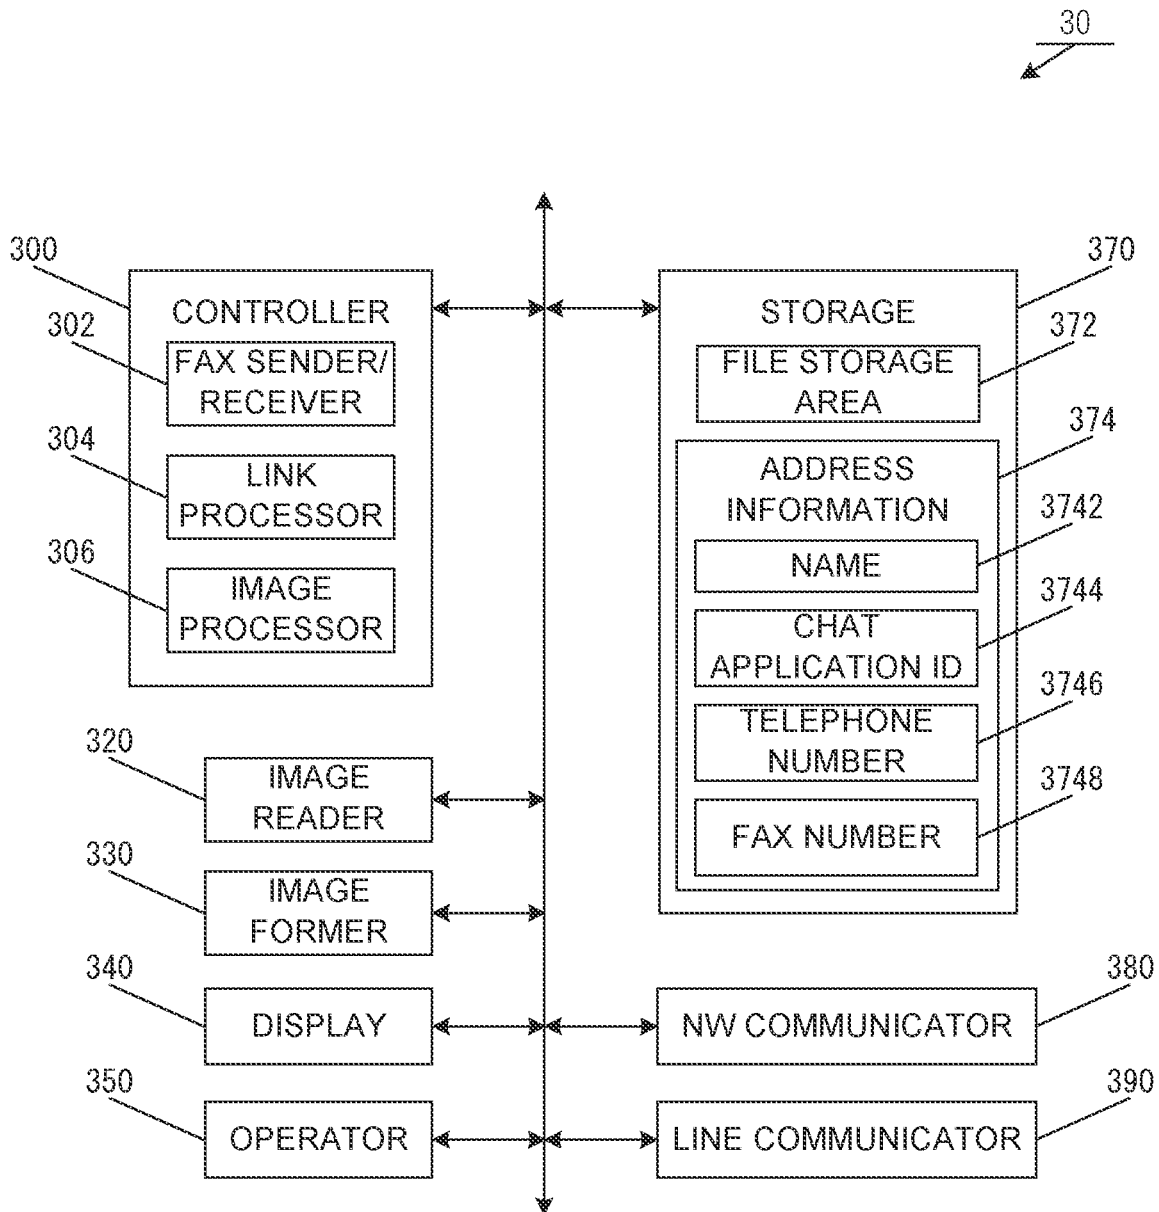 30
300
CONTROLLER
302
FAX SENDER/
RECEIVER
304
LINK
PROCESSOR
306
IMAGE
PROCESSOR
320
IMAGE
READER
330
IMAGE
FORMER
340
DISPLAY
350
OPERATOR
370
STORAGE
372
FILE STORAGE
AREA
374
ADDRESS
INFORMATION
3742
NAME
3744
CHAT
APPLICATION ID
3746
TELEPHONE
NUMBER
3748
FAX NUMBER
380
NW COMMUNICATOR
390
LINE COMMUNICATOR